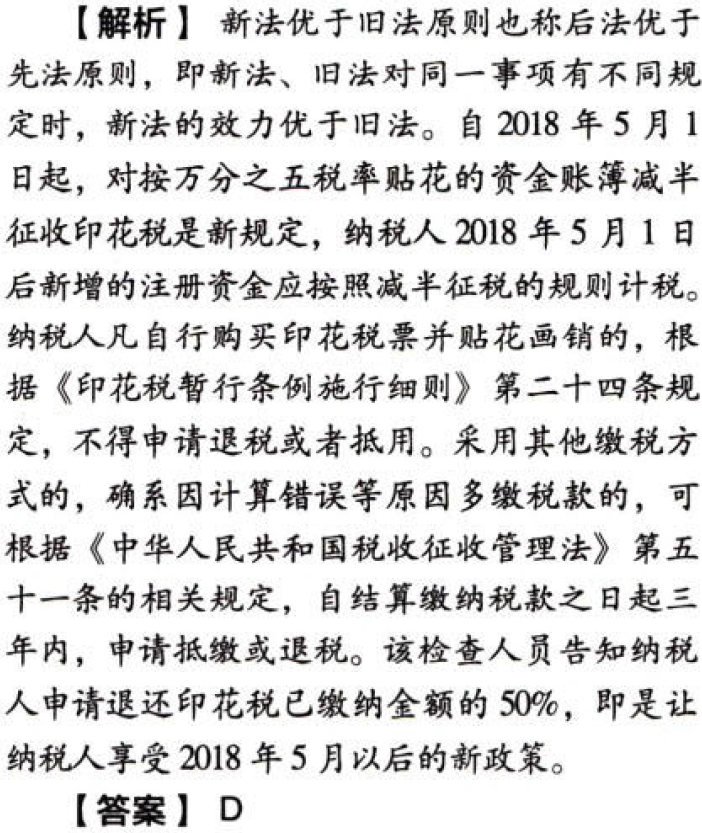 【解析】 新法优于旧法原则也称后法优于
先法原则，即新法、旧法对同一事项有不同规
定时，新法的效力优于旧法。自 2018 年 5 月 1
日起，对按万分之五税率贴花的资金账簿减半
征收印花税是新规定，纳税人 2018 年 5 月 1 日
后新增的注册资金应按照减半征税的规则计税。
纳税人凡自行购买印花税票并贴花画销的，根
据《印花税暂行条例施行细则》第二十四条规
定，不得申请退税或者抵用。采用其他缴税方
式的，确系因计算错误等原因多缴税款的，可
根据《中华人民共和国税收征收管理法》第五
十一条的相关规定，自结算缴纳税款之日起三
年内，申请抵缴或退税。该检查人员告知纳税
人申请退还印花税已缴纳金额的 50%，即是让
纳税人享受 2018 年 5 月以后的新政策。
【答案】 D